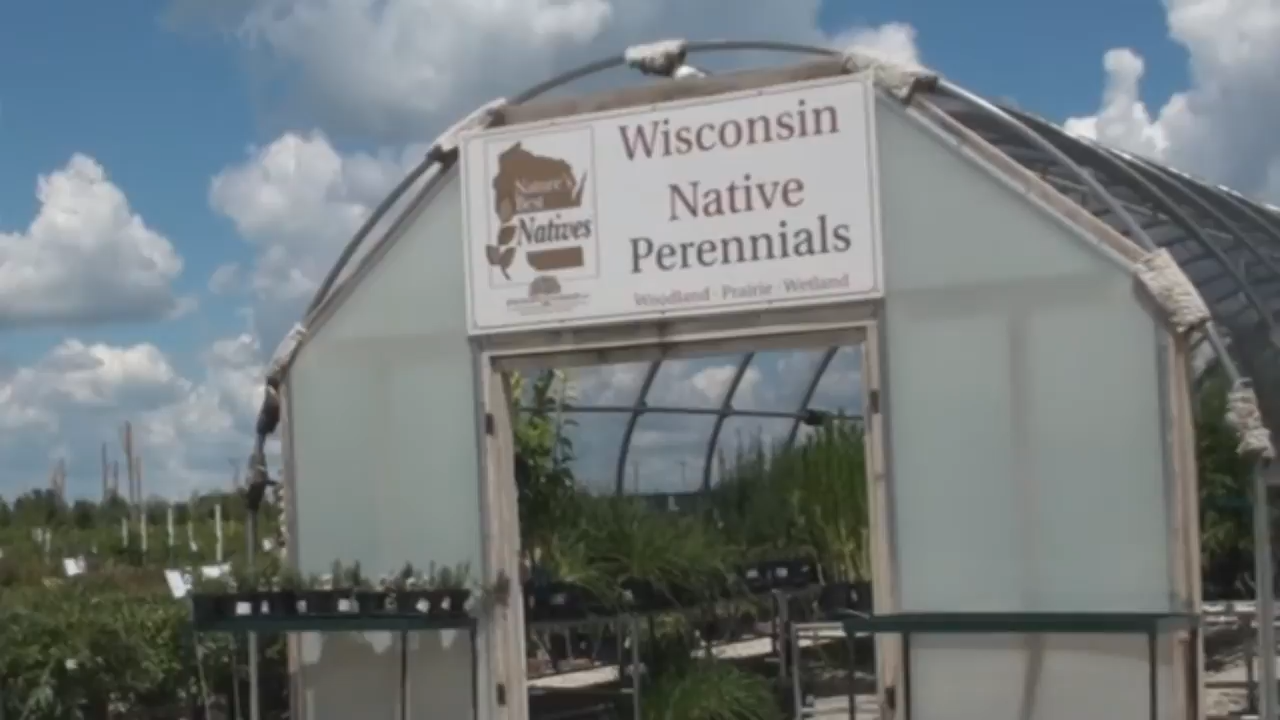 Wisconsin
Native
Perennials
Woodland · Prairie · Wetland
Nature's
Best
Natives